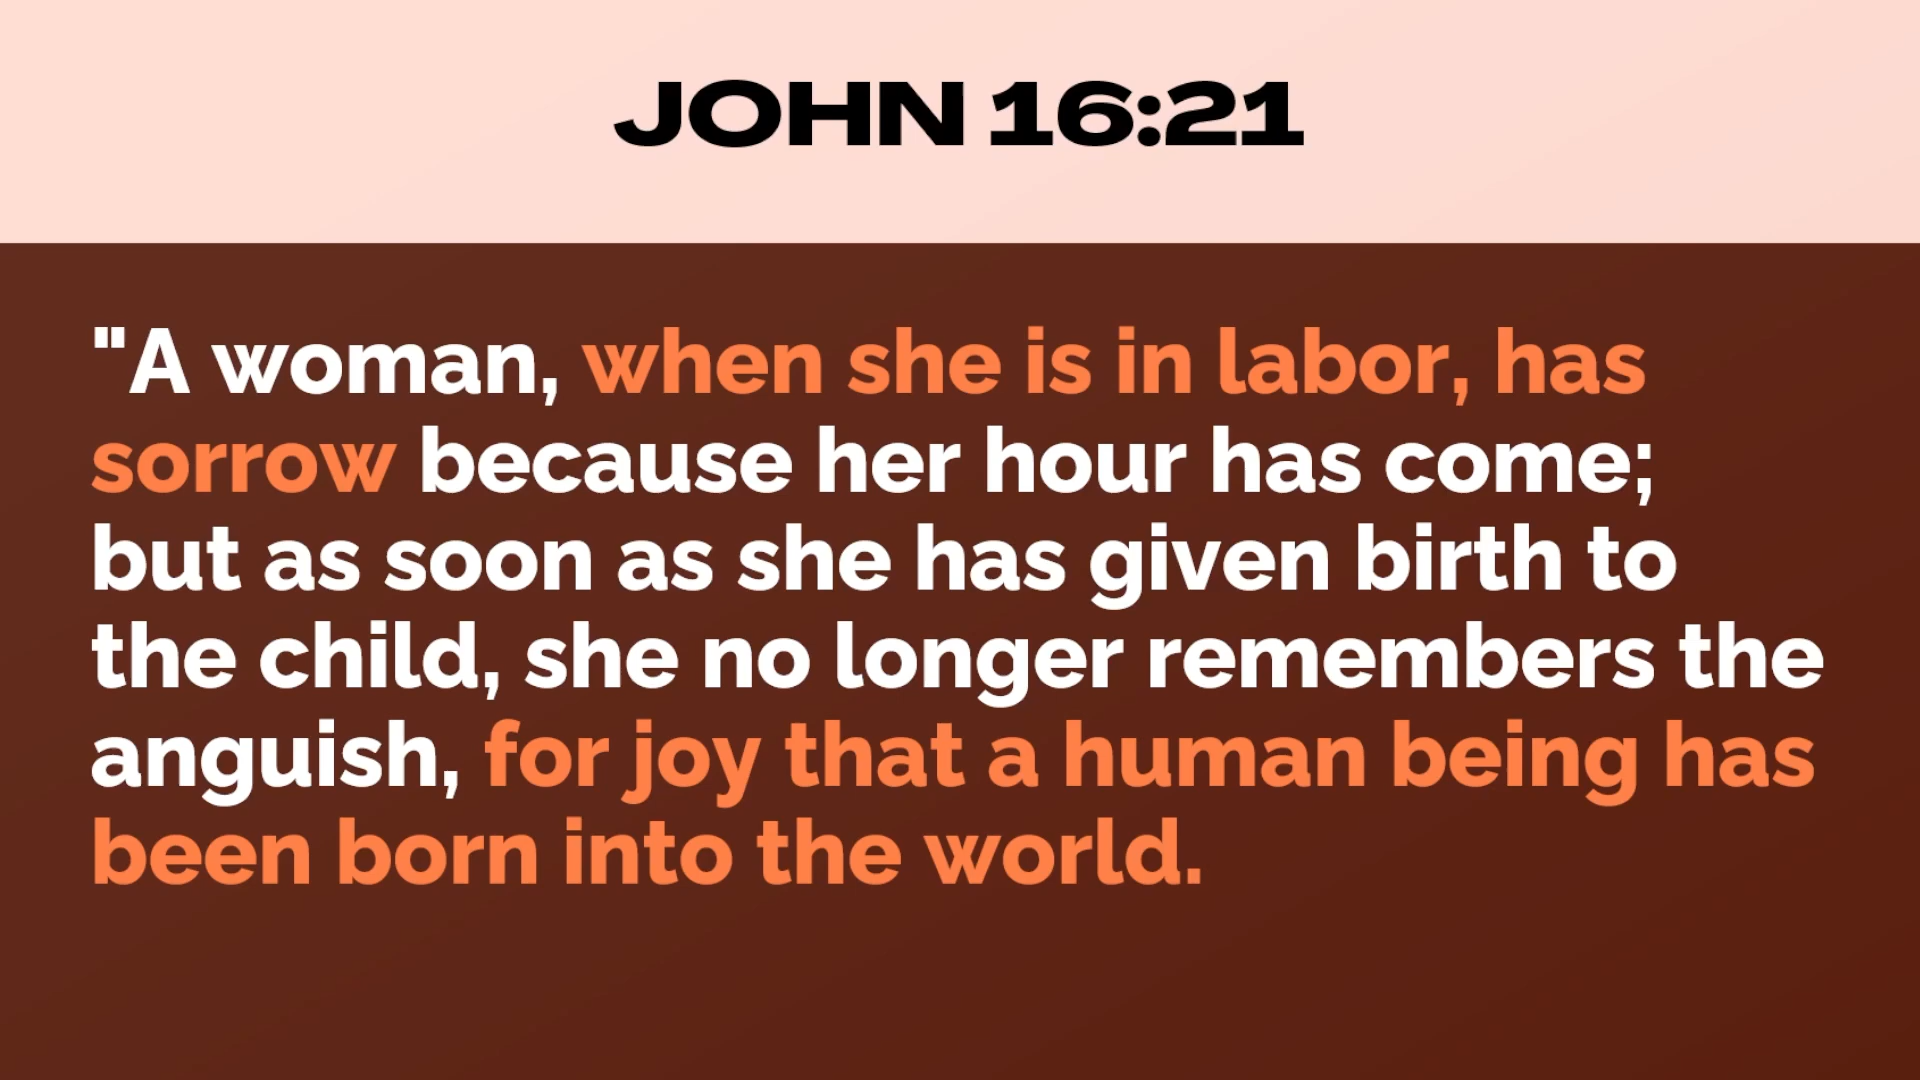 JOHN 16:21
"A woman, when she is in labor, has
sorrow because her hour has come;
but as soon as she has given birth to
the child, she no longer remembers the
anguish, for joy that a human being has
been born into the world.